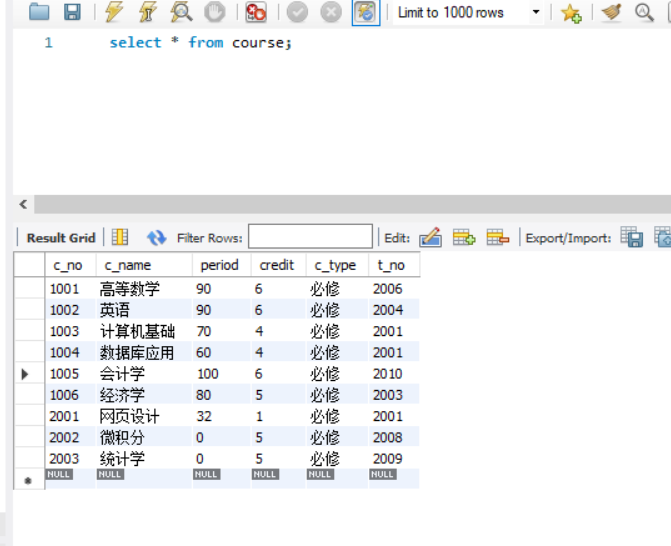 Limit to 1000 rows
1 select * from course;
Result Grid Filter Rows: Edit: Export/Import:
c_no c_name period credit c_type t_no
1001 高等数学 90 6 必修 2006
1002 英语 90 6 必修 2004
1003 计算机基础 70 4 必修 2001
1004 数据库应用 60 4 必修 2001
1005 会计学 100 6 必修 2010
1006 经济学 80 5 必修 2003
2001 网页设计 32 1 必修 2001
2002 微积分 0 5 必修 2008
2003 统计学 0 5 必修 2009
NULL NULL NULL NULL NULL NULL